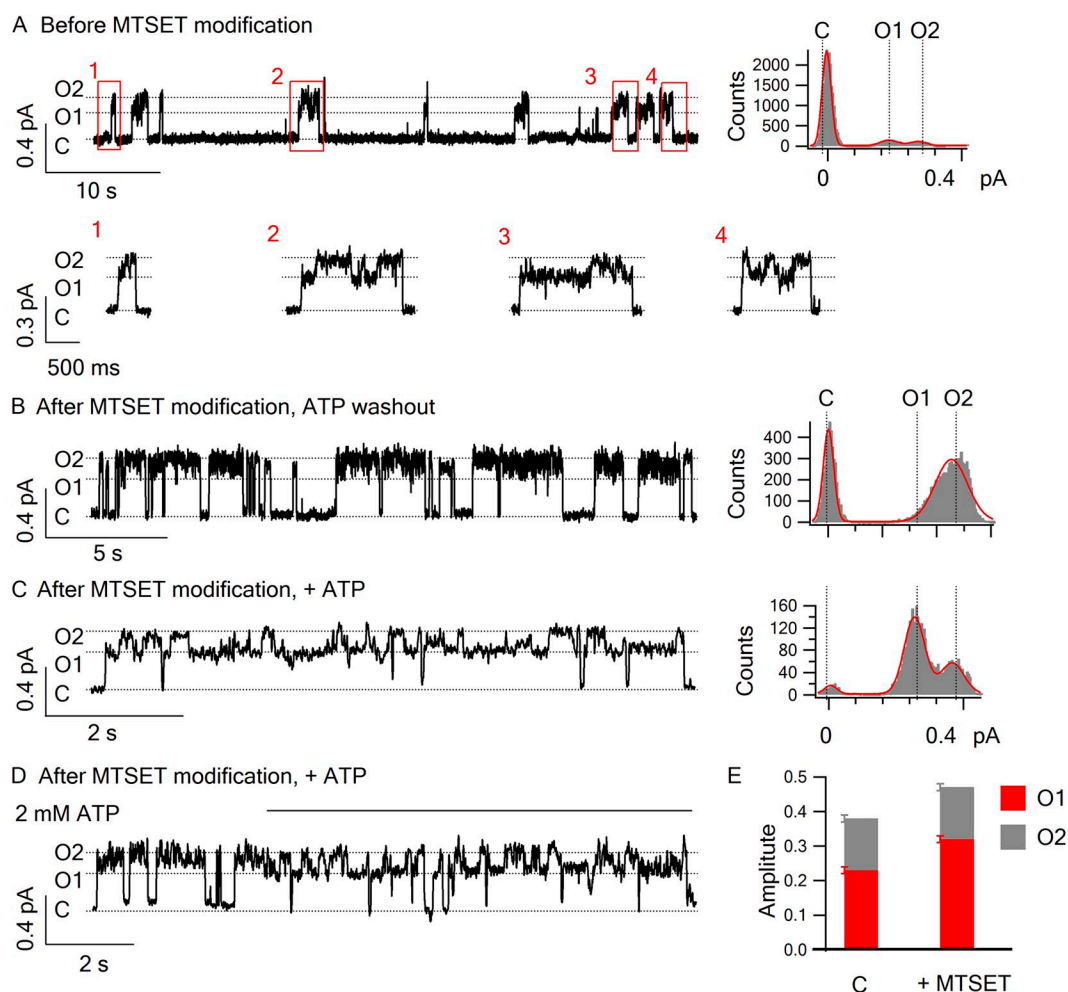 A Before MTSET modification
C O1 O2
1 2 3 4
O2
O1
C
0.4 pA
10 s
Counts
2000
1500
1000
500
0
0 0.4 pA
1 2 3 4
O2
O1
C
0.3 pA
500 ms
B After MTSET modification, ATP washout
C O1 O2
O2
O1
C
0.4 pA
5 s
Counts
400
300
200
100
0
C After MTSET modification, + ATP
O2
O1
C
0.4 pA
2 s
Counts
160
120
80
40
0
0 0.4 pA
D After MTSET modification, + ATP
2 mM ATP
O2
O1
C
0.4 pA
2 s
E
Amplitude
0.5
0.4
0.3
0.2
0.1
0.0
C + MTSET
O1
O2